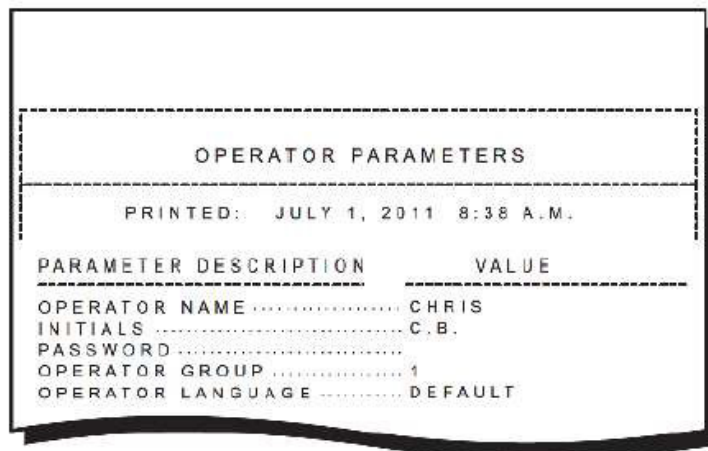 OPERATOR PARAMETERS
PRINTED: JULY 1, 2011 8:38 A.M.
PARAMETER DESCRIPTION VALUE
OPERATOR NAME .................. CHRIS
INITIALS ............................. C.B.
PASSWORD ...........................
OPERATOR GROUP ................ 1
OPERATOR LANGUAGE .......... DEFAULT